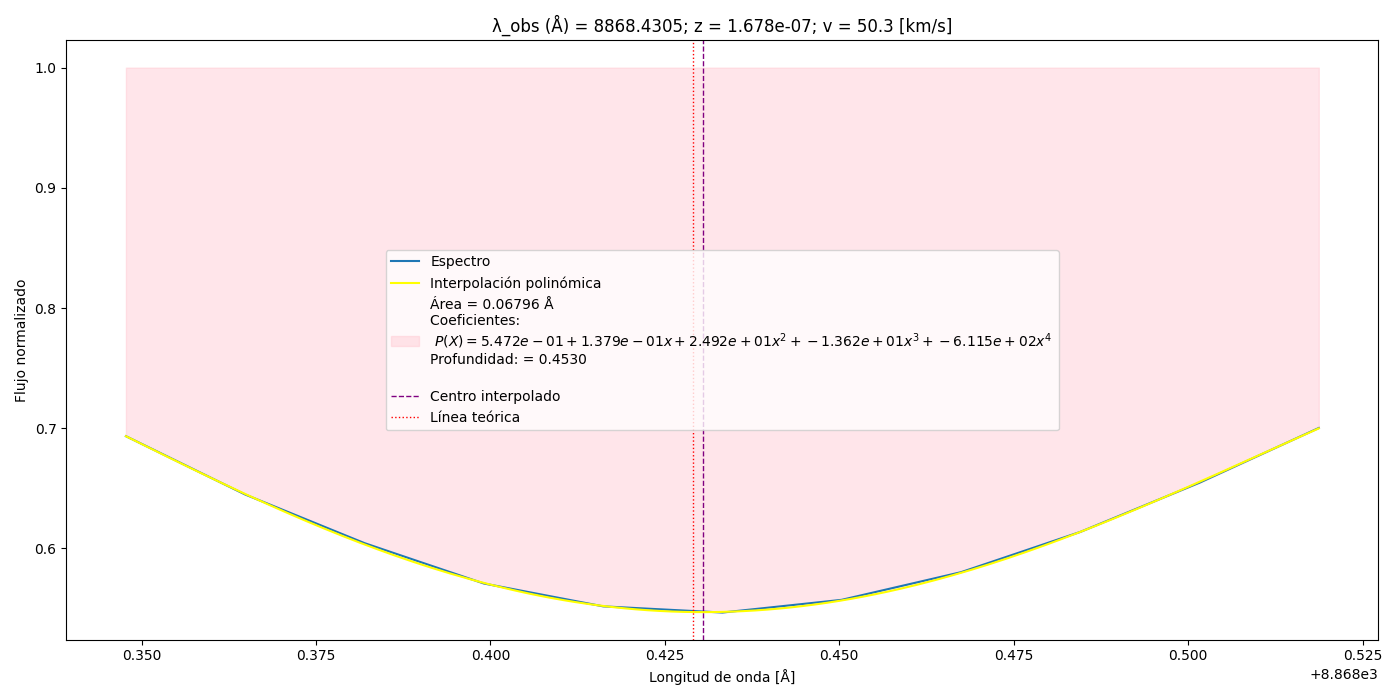 λ_obs (Å) = 8868.4305; z = 1.678e-07; v = 50.3 [km/s]
Flujo normalizado
1.0
0.9
0.8
0.7
0.6
Espectro
Interpolación polinómica
Área = 0.06796 Å
Coeficientes:
P(X) = 5.472e − 01 + 1.379e − 01x + 2.492e + 01x² + −1.362e + 01x³ + −6.115e + 02x⁴
Profundidad: = 0.4530
Centro interpolado
Línea teórica
0.350 0.375 0.400 0.425 0.450 0.475 0.500 0.525
Longitud de onda [Å]
+8.868e3